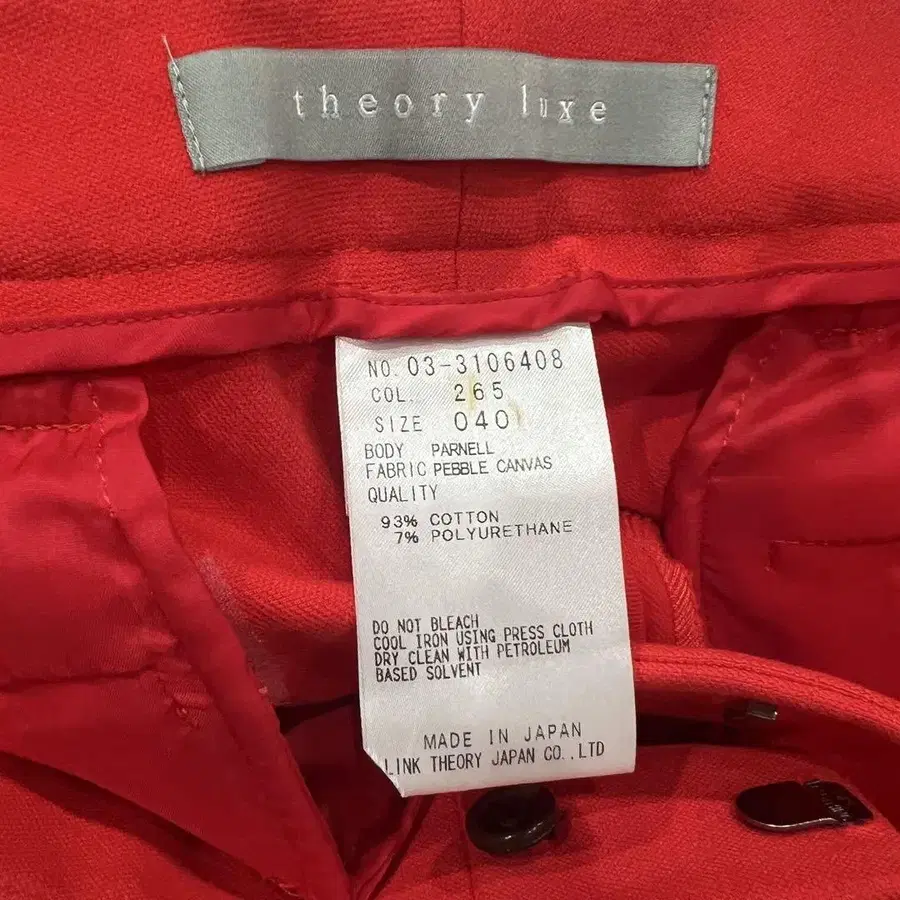 theory luxe
NO. 03-3106408
COL. 265
SIZE 040
BODY PARNELL
FABRIC PEBBLE CANVAS
QUALITY
93% COTTON
7% POLYURETHANE
DO NOT BLEACH
COOL IRON USING PRESS CLOTH
DRY CLEAN WITH PETROLEUM
BASED SOLVENT
MADE IN JAPAN
LINK THEORY JAPAN CO.,LTD